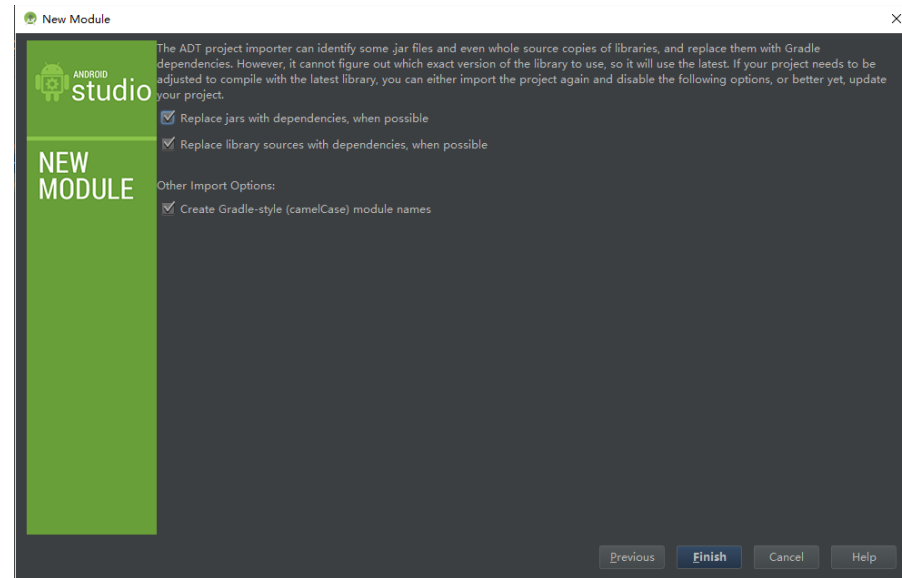 New Module
ANDROID
studio
NEW
MODULE
The ADT project importer can identify some .jar files and even whole source copies of libraries, and replace them with Gradle
dependencies. However, it cannot figure out which exact version of the library to use, so it will use the latest. If your project needs to be
adjusted to compile with the latest library, you can either import the project again and disable the following options, or better yet, update
your project.
Replace jars with dependencies, when possible
Replace library sources with dependencies, when possible
Other Import Options:
Create Gradle-style (camelCase) module names
Previous Finish Cancel Help